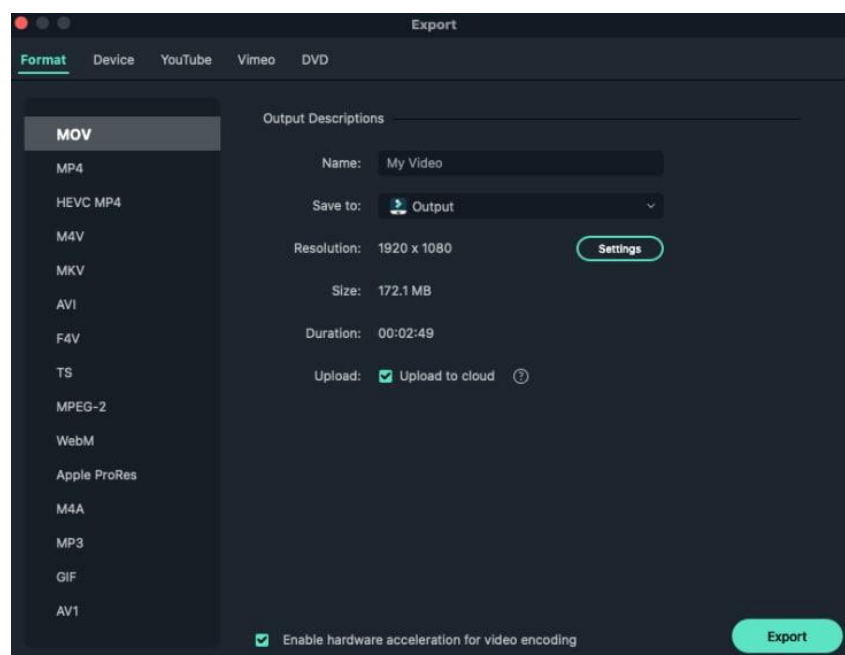 Export
Format Device YouTube Vimeo DVD
MOV
MP4
HEVC MP4
M4V
MKV
AVI
F4V
TS
MPEG-2
WebM
Apple ProRes
M4A
MP3
GIF
AV1
Output Descriptions
Name: My Video
Save to: Output
Resolution: 1920 x 1080 Settings
Size: 172.1 MB
Duration: 00:02:49
Upload: Upload to cloud ?
Enable hardware acceleration for video encoding
Export